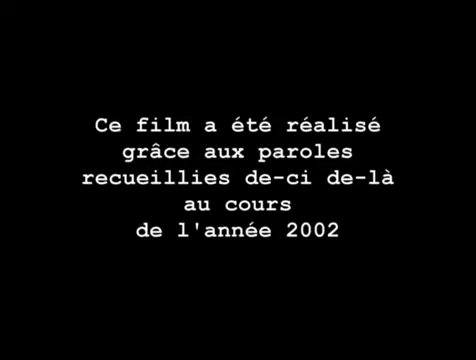 Ce film a été réalisé
grâce aux paroles
recueillies de-ci de-là
au cours
de l'année 2002